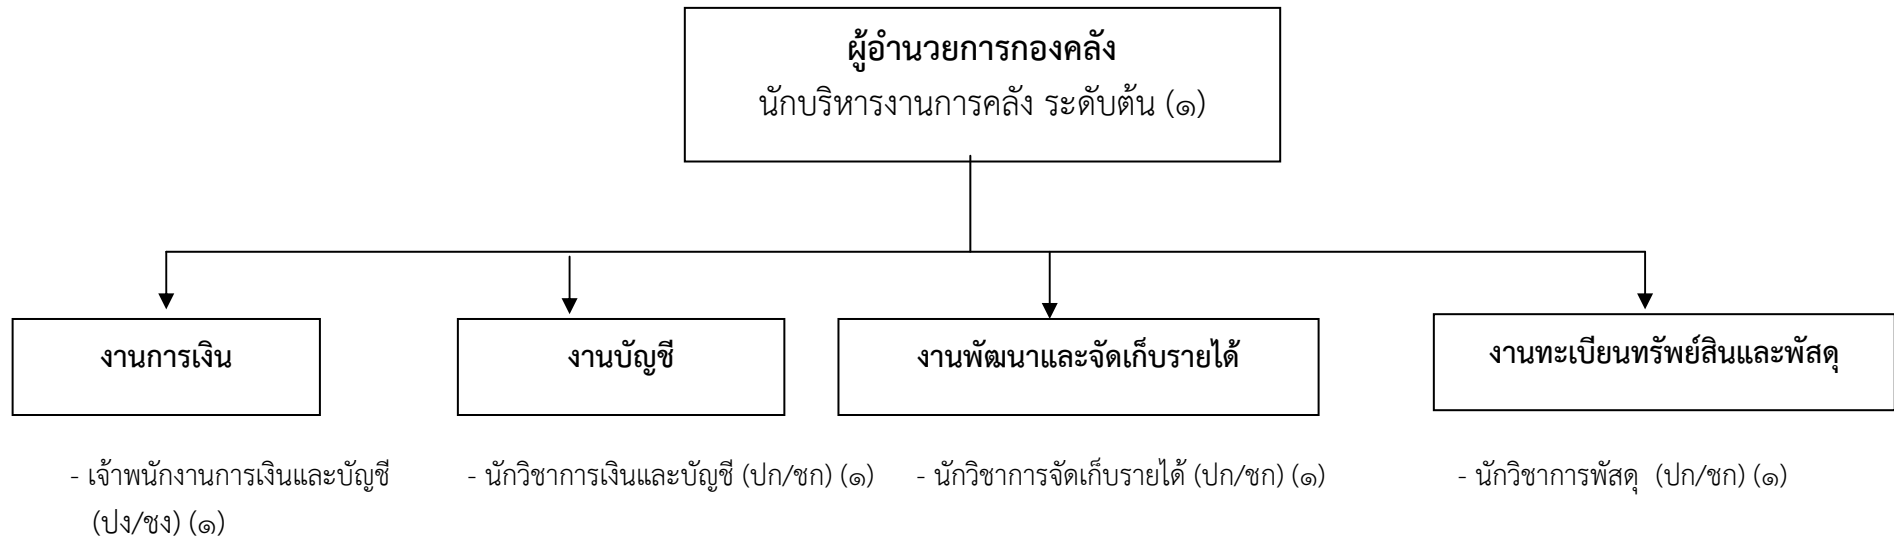 ผู้อำนวยการกองคลัง
นักบริหารงานการคลัง ระดับต้น (๑)
งานการเงิน
งานบัญชี
งานพัฒนาและจัดเก็บรายได้
งานทะเบียนทรัพย์สินและพัสดุ
- เจ้าพนักงานการเงินและบัญชี
(ปง/ชง) (๑)
- นักวิชาการเงินและบัญชี (ปก/ชก) (๑)
- นักวิชาการจัดเก็บรายได้ (ปก/ชก) (๑)
- นักวิชาการพัสดุ (ปก/ชก) (๑)